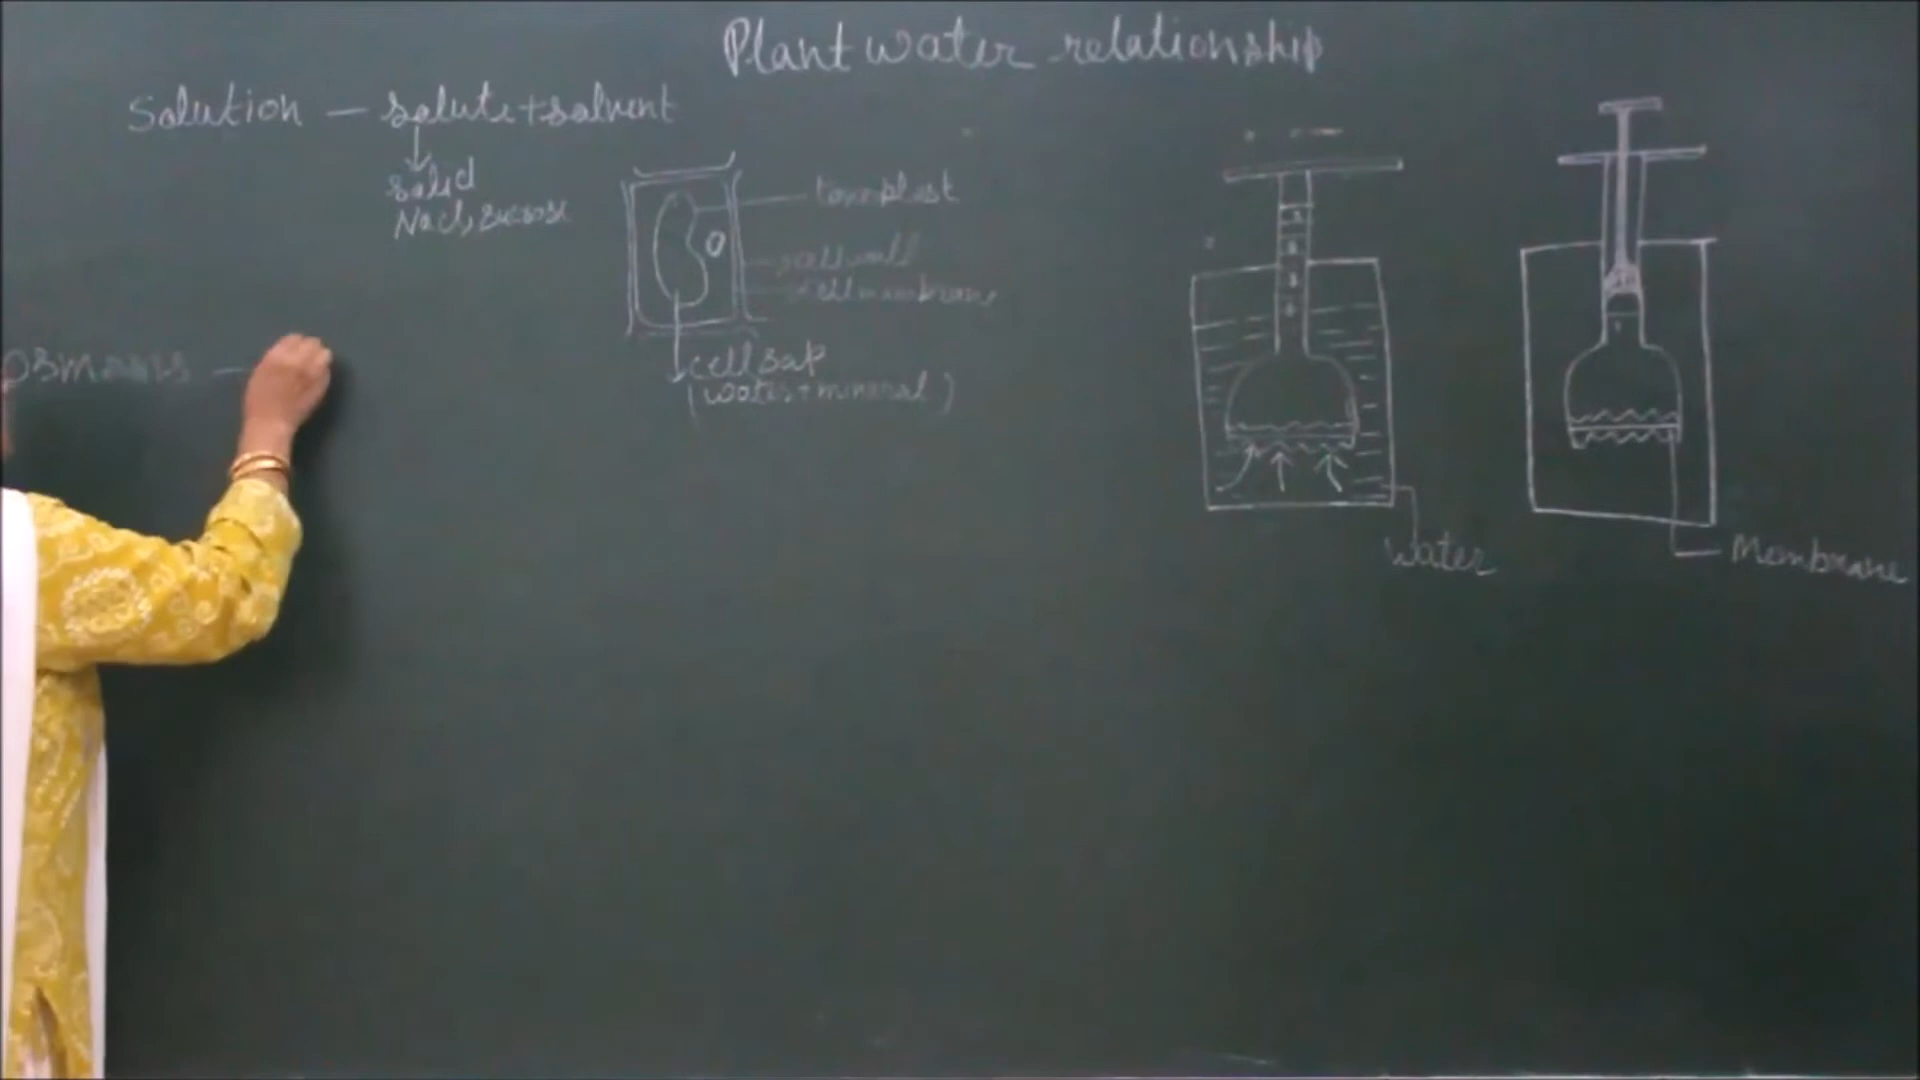 Plant water relationship
Solution — solute + solvent
solid
NaCl, sucrose
tonoplast
cell wall
cell membrane
cell sap
(water + mineral)
osmosis —
Water
Membrane